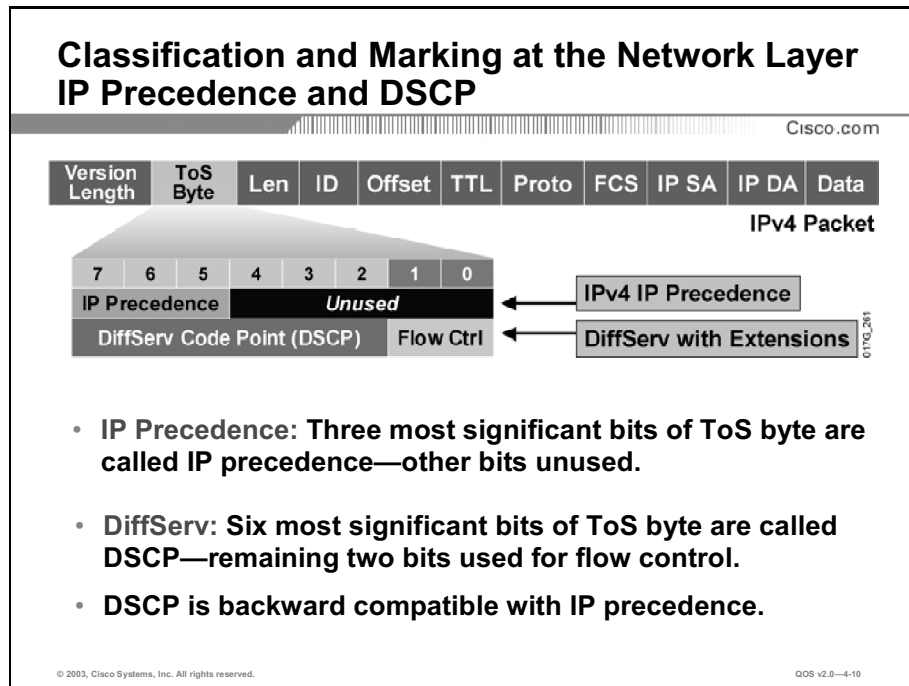 Classification and Marking at the Network Layer
IP Precedence and DSCP
Cisco.com
Version Length ToS Byte Len ID Offset TTL Proto FCS IP SA IP DA Data
IPv4 Packet
7 6 5 4 3 2 1 0
IP Precedence Unused
IPv4 IP Precedence
DiffServ Code Point (DSCP) Flow Ctrl
DiffServ with Extensions
017G_261
• IP Precedence: Three most significant bits of ToS byte are
called IP precedence—other bits unused.
• DiffServ: Six most significant bits of ToS byte are called
DSCP—remaining two bits used for flow control.
• DSCP is backward compatible with IP precedence.
© 2003, Cisco Systems, Inc. All rights reserved.
QOS v2.0—4-10